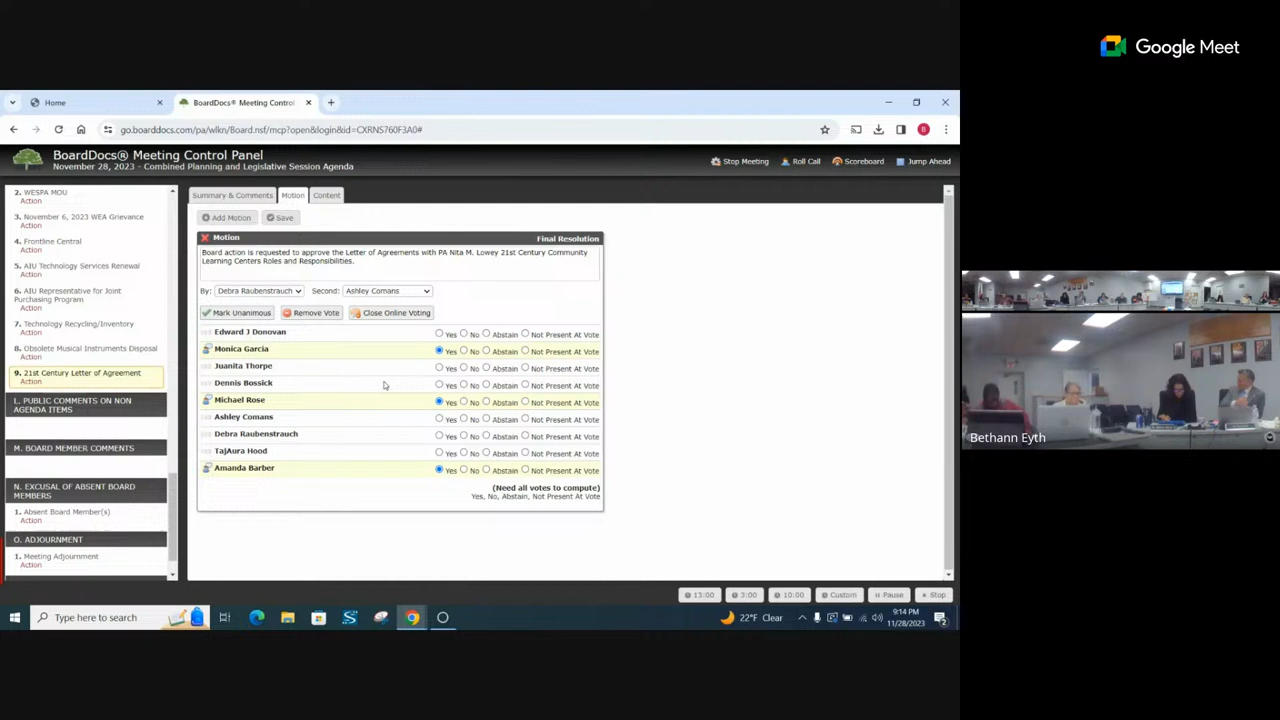 Google Meet
Home
BoardDocs® Meeting Control
go.boarddocs.com/pa/wlkn/Board.nsf/mcp?open&login&id=CXRNS760F3A0#
B
BoardDocs® Meeting Control Panel
November 28, 2023 - Combined Planning and Legislative Session Agenda
Stop Meeting
Roll Call
Scoreboard
Jump Ahead
2. WESPA MOU
Action
3. November 6, 2023 WEA Grievance
Action
4. Frontline Central
Action
5. AIU Technology Services Renewal
Action
6. AIU Representative for Joint
Purchasing Program
Action
7. Technology Recycling/Inventory
Action
8. Obsolete Musical Instruments Disposal
Action
9. 21st Century Letter of Agreement
Action
L. PUBLIC COMMENTS ON NON
AGENDA ITEMS
M. BOARD MEMBER COMMENTS
N. EXCUSAL OF ABSENT BOARD
MEMBERS
1. Absent Board Member(s)
Action
O. ADJOURNMENT
1. Meeting Adjournment
Action
Summary & Comments
Motion
Content
Add Motion
Save
Motion
Final Resolution
Board action is requested to approve the Letter of Agreements with PA Nita M. Lowey 21st Century Community
Learning Centers Roles and Responsibilities.
By: Debra Raubenstrauch
Second: Ashley Comans
Mark Unanimous
Remove Vote
Close Online Voting
Edward J Donovan Yes No Abstain Not Present At Vote
Monica Garcia Yes No Abstain Not Present At Vote
Juanita Thorpe Yes No Abstain Not Present At Vote
Dennis Bossick Yes No Abstain Not Present At Vote
Michael Rose Yes No Abstain Not Present At Vote
Ashley Comans Yes No Abstain Not Present At Vote
Debra Raubenstrauch Yes No Abstain Not Present At Vote
TajAura Hood Yes No Abstain Not Present At Vote
Amanda Barber Yes No Abstain Not Present At Vote
(Need all votes to compute)
Yes, No, Abstain, Not Present At Vote
Bethann Eyth
13:00
3:00
10:00
Custom
Pause
Stop
Type here to search
22°F Clear
9:14 PM
11/28/2023
2